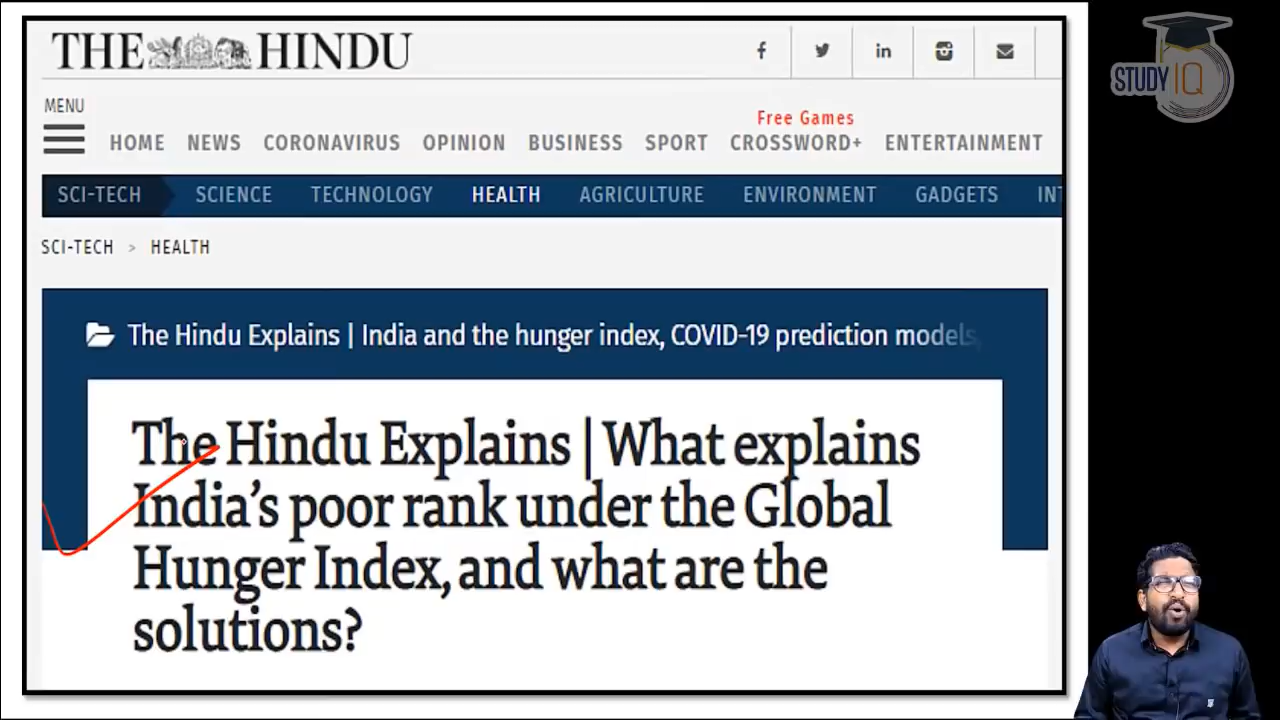 THE HINDU
STUDY IQ
MENU
Free Games
HOME NEWS CORONAVIRUS OPINION BUSINESS SPORT CROSSWORD+ ENTERTAINMENT
SCI-TECH SCIENCE TECHNOLOGY HEALTH AGRICULTURE ENVIRONMENT GADGETS INT
SCI-TECH > HEALTH
The Hindu Explains | India and the hunger index, COVID-19 prediction models,
The Hindu Explains | What explains
India's poor rank under the Global
Hunger Index, and what are the
solutions?